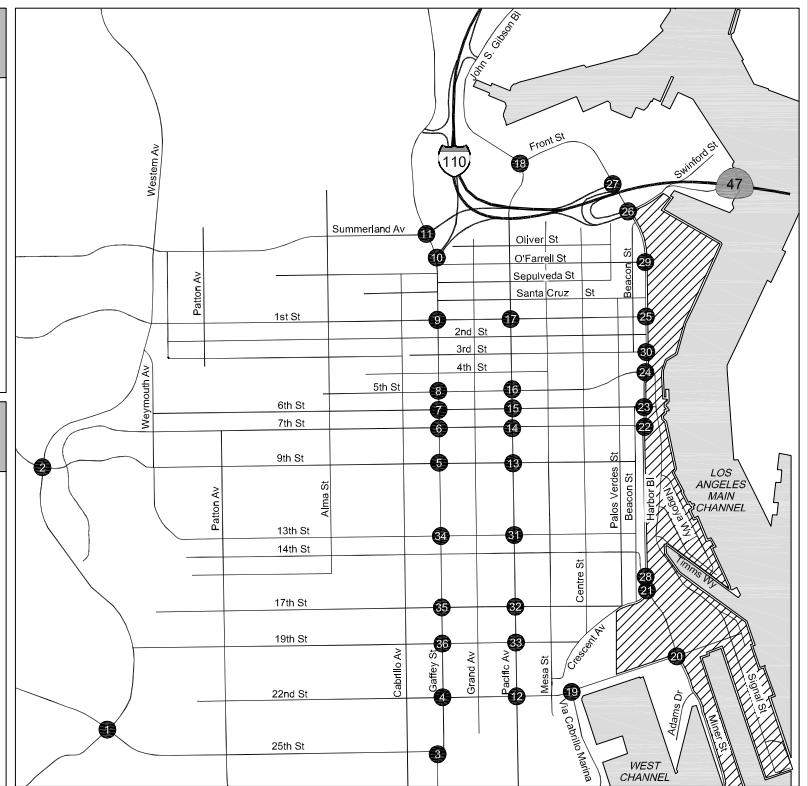 John S. Gibson Bl
Western Av
Front St
18
110
Swinford St
27
47
26
Summerland Av
11
Oliver St
10
O'Farrell St
29
Beacon St
Sepulveda St
Patton Av
Santa Cruz St
1st St
9
17
25
2nd St
3rd St
30
4th St
24
Weymouth Av
5th St
8
16
6th St
7
15
23
7th St
6
14
22
2
9th St
5
13
LOS
ANGELES
MAIN
CHANNEL
Patton Av
Alma St
Palos Verdes St
Beacon St
Harbor Bl
Nagoya Wy
13th St
34
31
14th St
Centre St
28
Timms Wy
21
17th St
35
32
19th St
36
33
Crescent Av
20
Cabrillo Av
Gaffey St
Grand Av
Pacific Av
Mesa St
22nd St
4
12
19
Signal St
Adams Dr
Miner St
Via Cabrillo Marina
1
25th St
3
WEST
CHANNEL